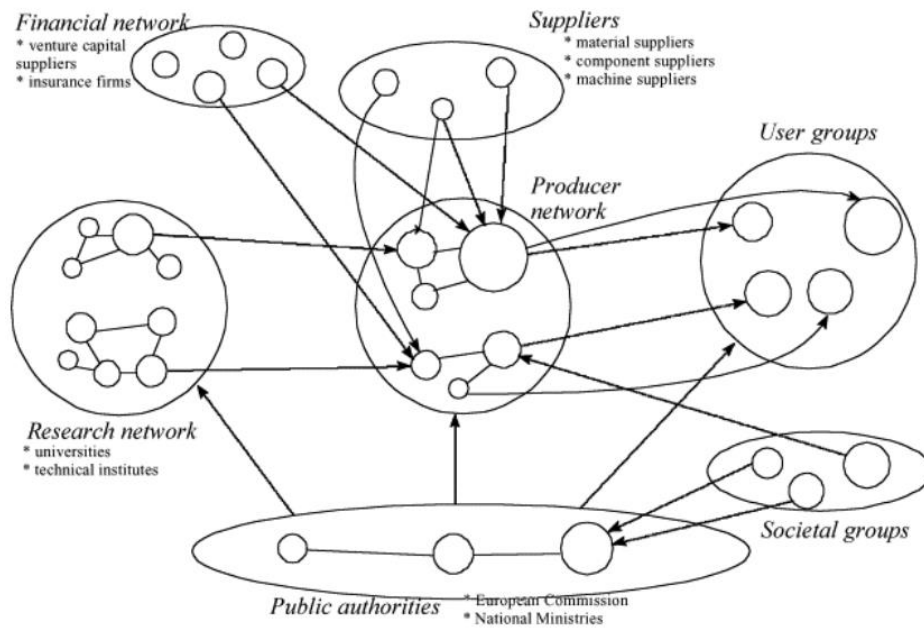 Financial network
* venture capital
suppliers
* insurance firms
Suppliers
* material suppliers
* component suppliers
* machine suppliers
User groups
Producer
network
Research network
* universities
* technical institutes
Societal groups
Public authorities
* European Commission
* National Ministries